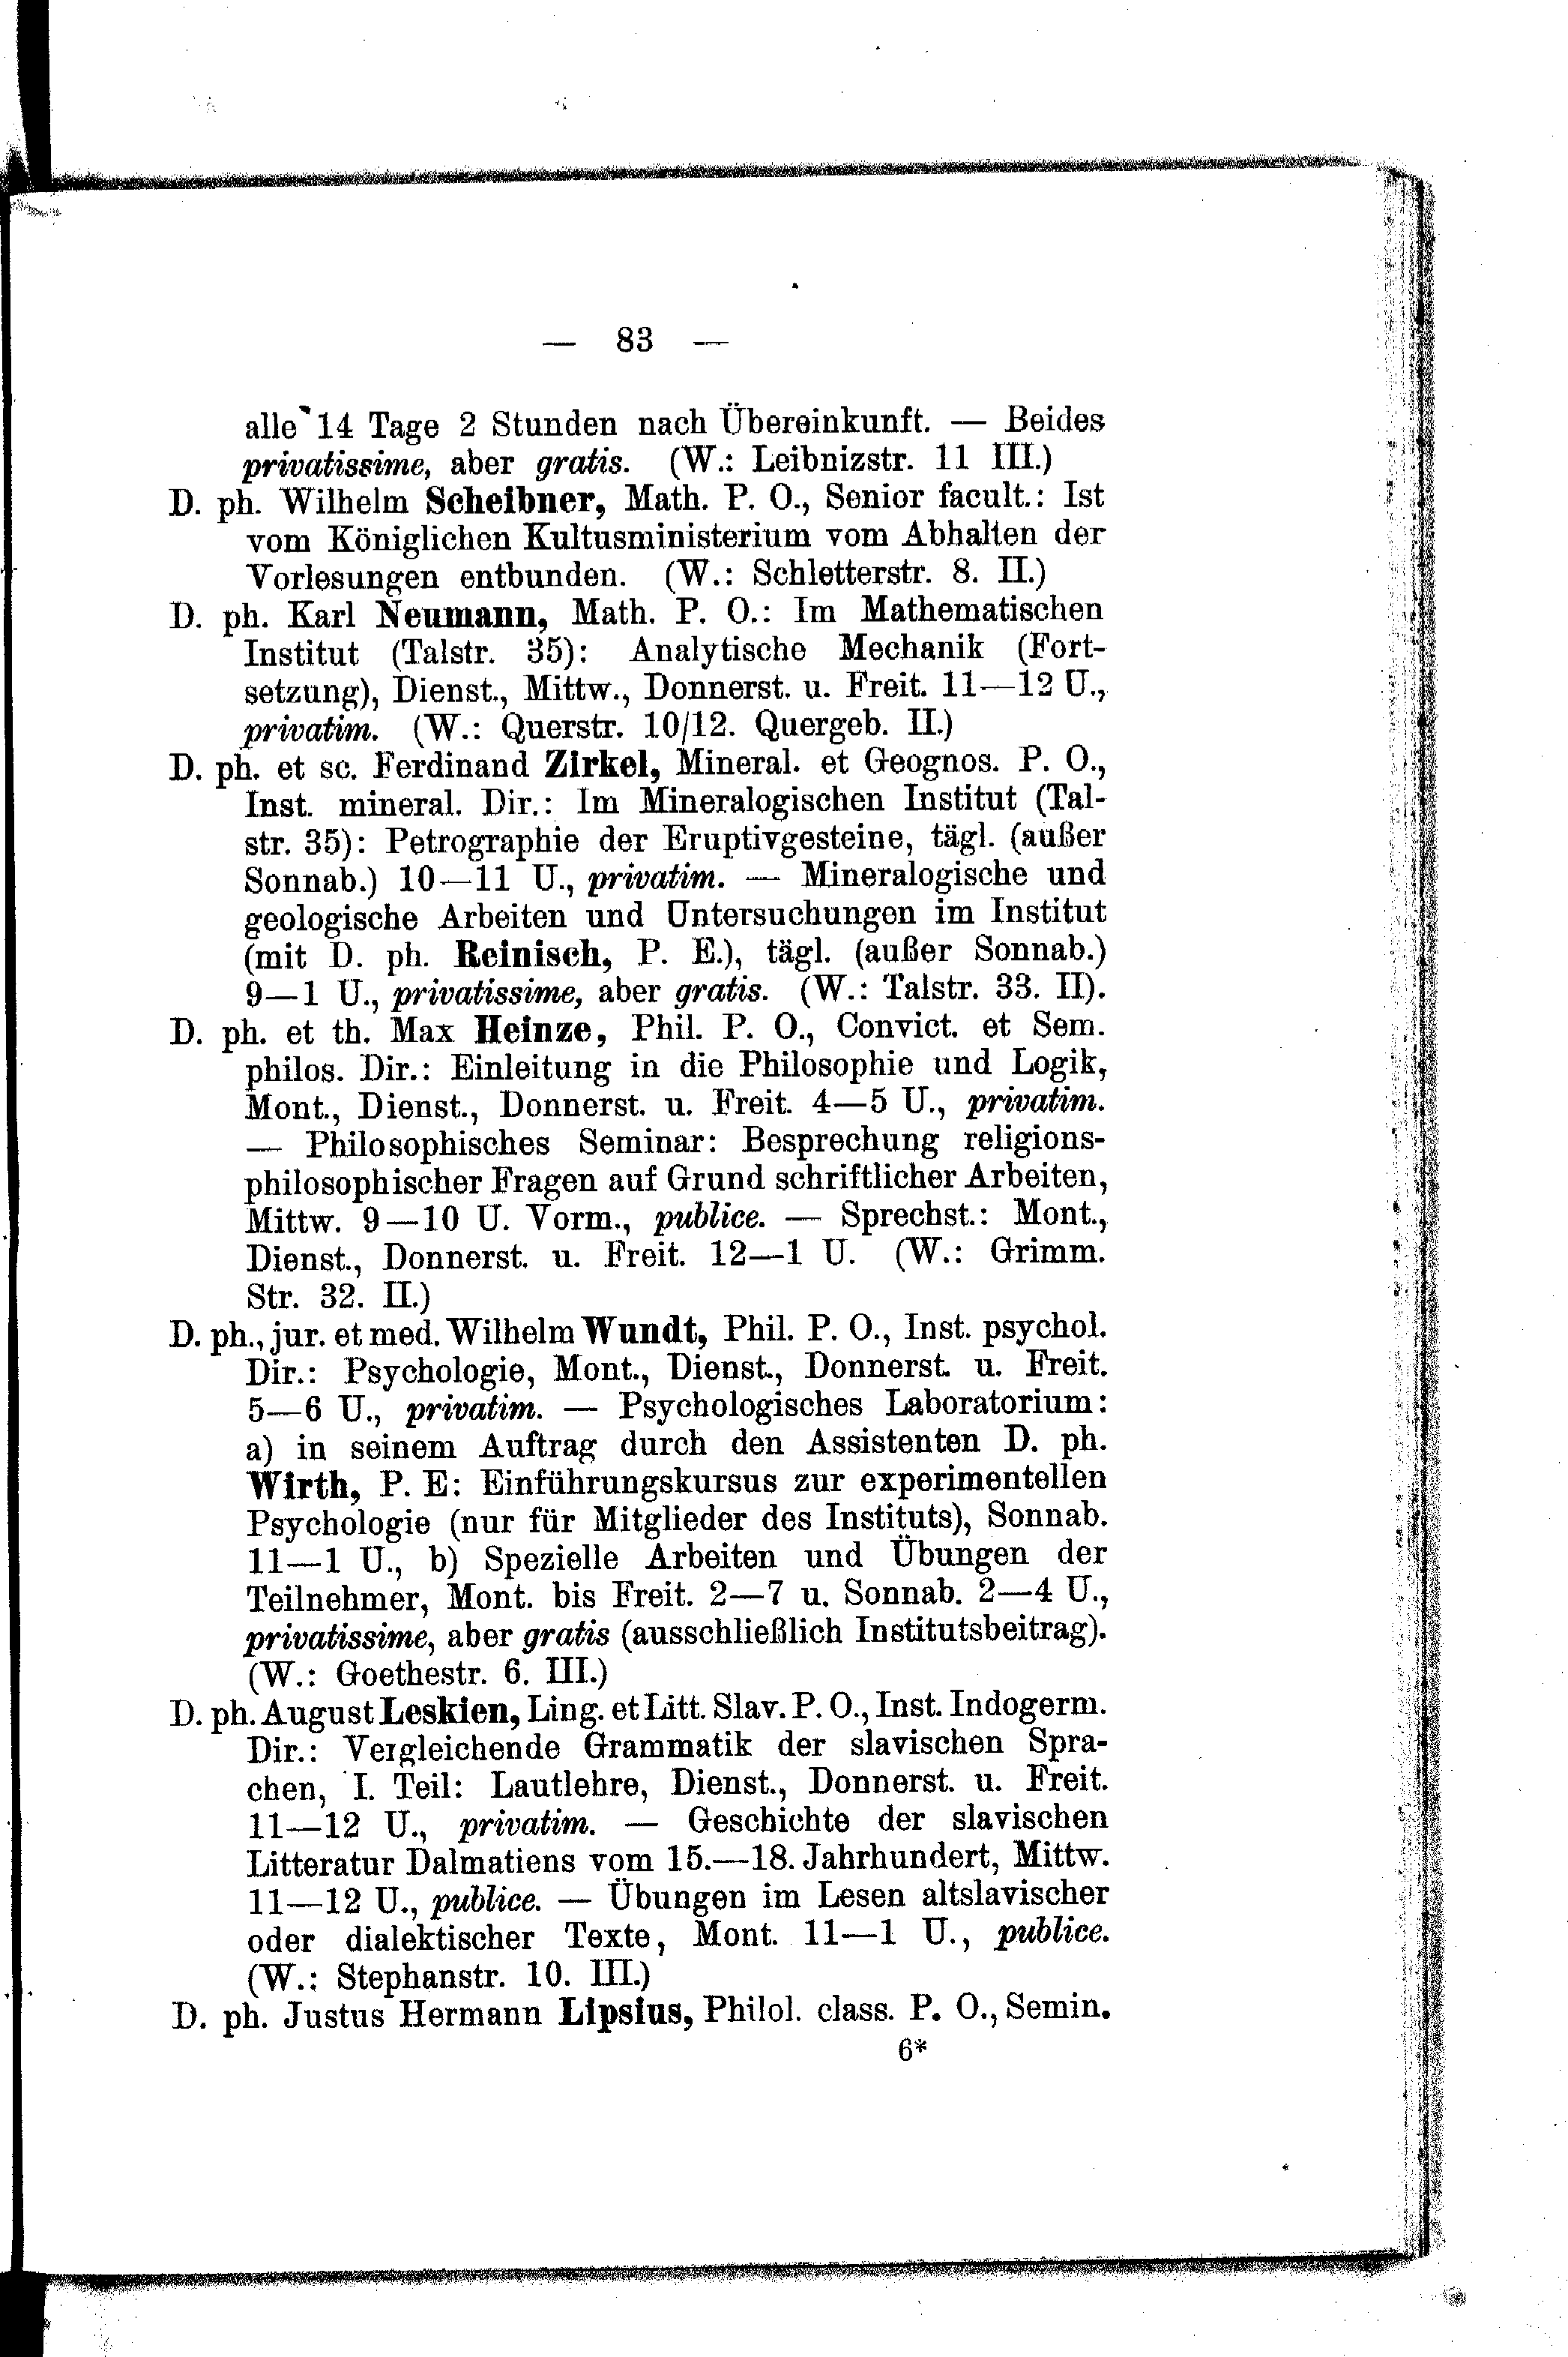 — 83 —
alle 14 Tage 2 Stunden nach Übereinkunft. — Beides
privatissime, aber gratis. (W.: Leibnizstr. 11 III.)
D. ph. Wilhelm Scheibner, Math. P. O., Senior facult.: Ist
vom Königlichen Kultusministerium vom Abhalten der
Vorlesungen entbunden. (W.: Schletterstr. 8. II.)
D. ph. Karl Neumann, Math. P. O.: Im Mathematischen
Institut (Talstr. 35): Analytische Mechanik (Fort-
setzung), Dienst., Mittw., Donnerst. u. Freit. 11—12 U.,
privatim. (W.: Querstr. 10/12. Quergeb. II.)
D. ph. et sc. Ferdinand Zirkel, Mineral. et Geognos. P. O.,
Inst. mineral. Dir.: Im Mineralogischen Institut (Tal-
str. 35): Petrographie der Eruptivgesteine, tägl. (außer
Sonnab.) 10—11 U., privatim. — Mineralogische und
geologische Arbeiten und Untersuchungen im Institut
(mit D. ph. Reinisch, P. E.), tägl. (außer Sonnab.)
9—1 U., privatissime, aber gratis. (W.: Talstr. 33. II).
D. ph. et th. Max Heinze, Phil. P. O., Convict. et Sem.
philos. Dir.: Einleitung in die Philosophie und Logik,
Mont., Dienst., Donnerst. u. Freit. 4—5 U., privatim.
— Philosophisches Seminar: Besprechung religions-
philosophischer Fragen auf Grund schriftlicher Arbeiten,
Mittw. 9—10 U. Vorm., publice. — Sprechst.: Mont.,
Dienst., Donnerst. u. Freit. 12—1 U. (W.: Grimm.
Str. 32. II.)
D. ph., jur. et med. Wilhelm Wundt, Phil. P. O., Inst. psychol.
Dir.: Psychologie, Mont., Dienst., Donnerst. u. Freit.
5—6 U., privatim. — Psychologisches Laboratorium:
a) in seinem Auftrag durch den Assistenten D. ph.
Wirth, P. E: Einführungskursus zur experimentellen
Psychologie (nur für Mitglieder des Instituts), Sonnab.
11—1 U., b) Spezielle Arbeiten und Übungen der
Teilnehmer, Mont. bis Freit. 2—7 u. Sonnab. 2—4 U.,
privatissime, aber gratis (ausschließlich Institutsbeitrag).
(W.: Goethestr. 6. III.)
D. ph. August Leskien, Ling. et Litt. Slav. P. O., Inst. Indogerm.
Dir.: Vergleichende Grammatik der slavischen Spra-
chen, I. Teil: Lautlehre, Dienst., Donnerst. u. Freit.
11—12 U., privatim. — Geschichte der slavischen
Litteratur Dalmatiens vom 15.—18. Jahrhundert, Mittw.
11—12 U., publice. — Übungen im Lesen altslavischer
oder dialektischer Texte, Mont. 11—1 U., publice.
(W.: Stephanstr. 10. III.)
D. ph. Justus Hermann Lipsius, Philol. class. P. O., Semin.
6*